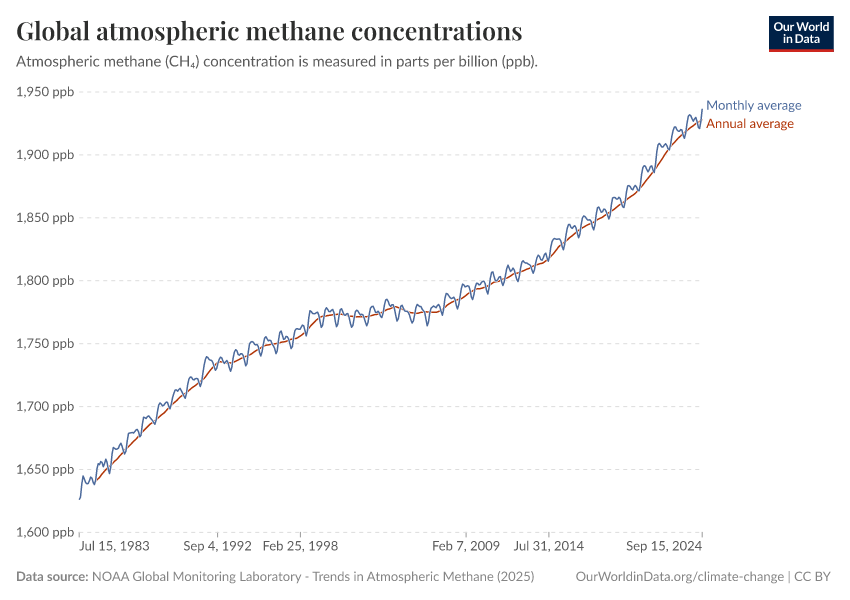 Global atmospheric methane concentrations
Our World
in Data
Atmospheric methane (CH₄) concentration is measured in parts per billion (ppb).
1,950 ppb
Monthly average
Annual average
1,900 ppb
1,850 ppb
1,800 ppb
1,750 ppb
1,700 ppb
1,650 ppb
1,600 ppb
Jul 15, 1983 Sep 4, 1992 Feb 25, 1998 Feb 7, 2009 Jul 31, 2014 Sep 15, 2024
Data source: NOAA Global Monitoring Laboratory - Trends in Atmospheric Methane (2025) OurWorldinData.org/climate-change | CC BY